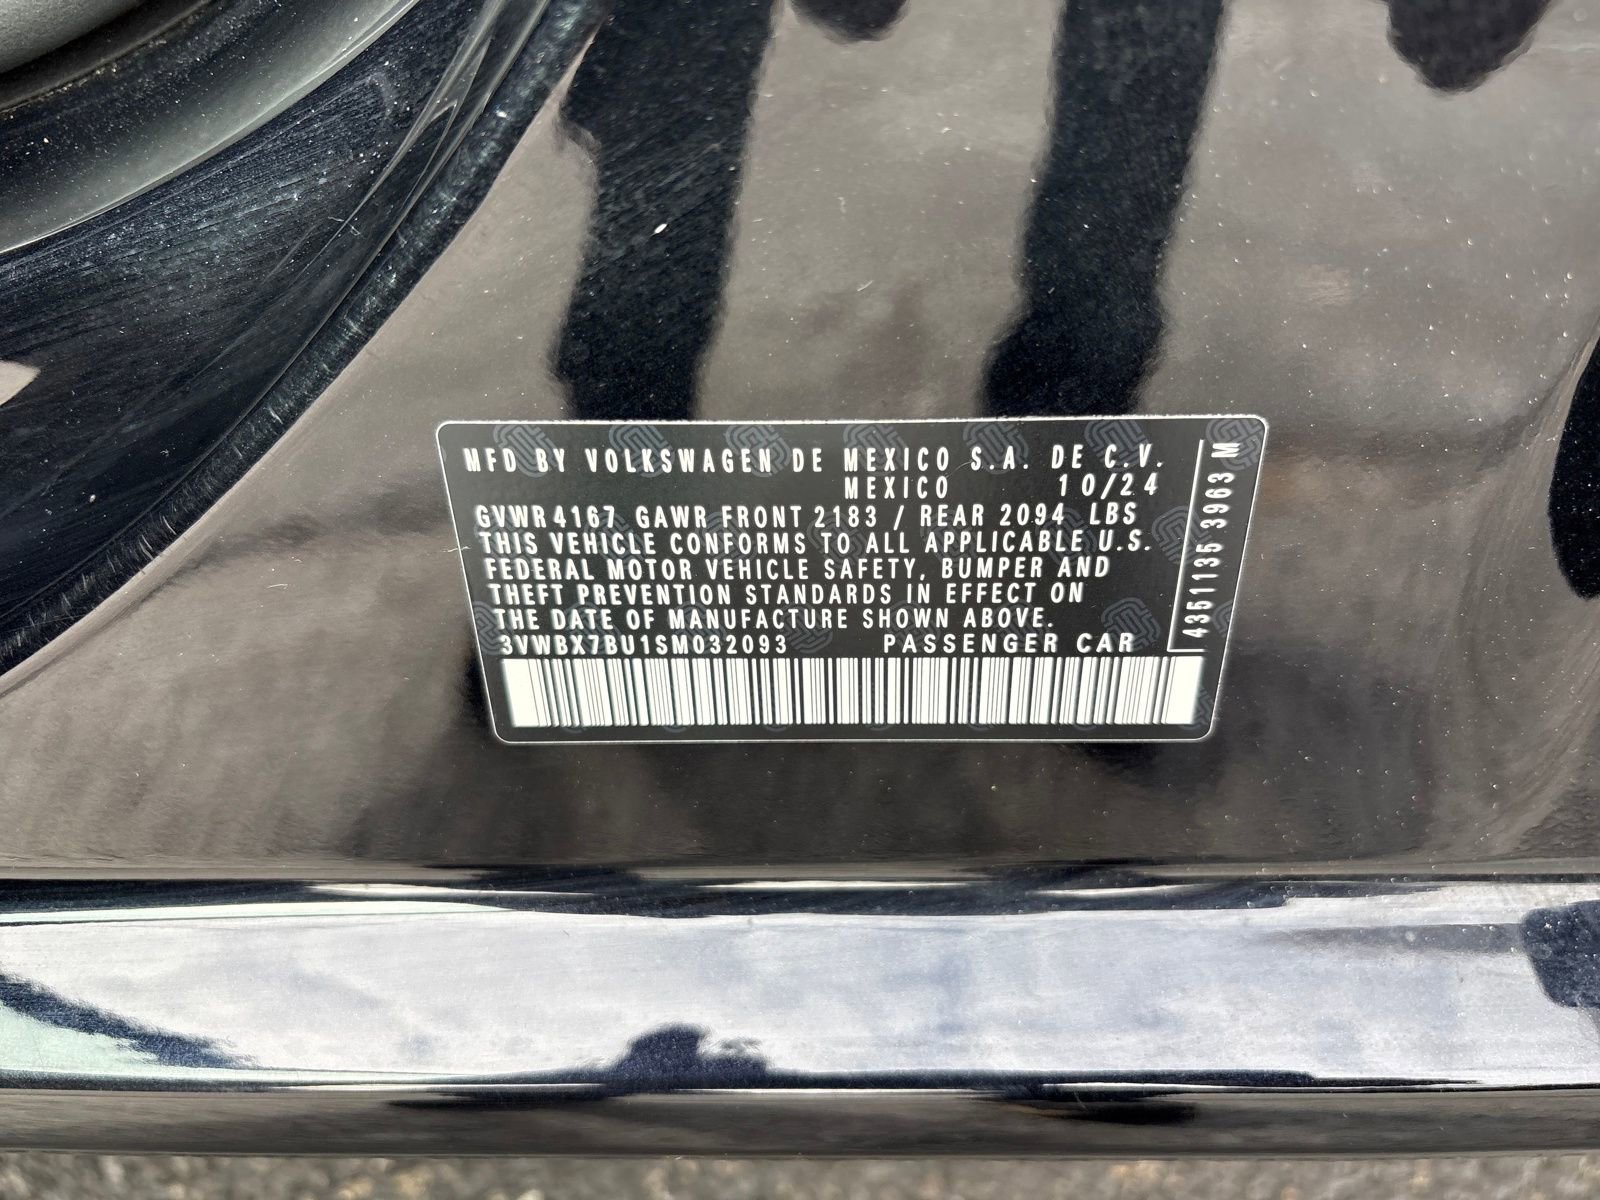 MFD BY VOLKSWAGEN DE MEXICO S.A. DE C.V.
MEXICO 10/24
GVWR 4167 GAWR FRONT 2183 / REAR 2094 LBS
THIS VEHICLE CONFORMS TO ALL APPLICABLE U.S.
FEDERAL MOTOR VEHICLE SAFETY, BUMPER AND
THEFT PREVENTION STANDARDS IN EFFECT ON
THE DATE OF MANUFACTURE SHOWN ABOVE.
3VWBX7BU1SM032093 PASSENGER CAR
4351135 3963 M